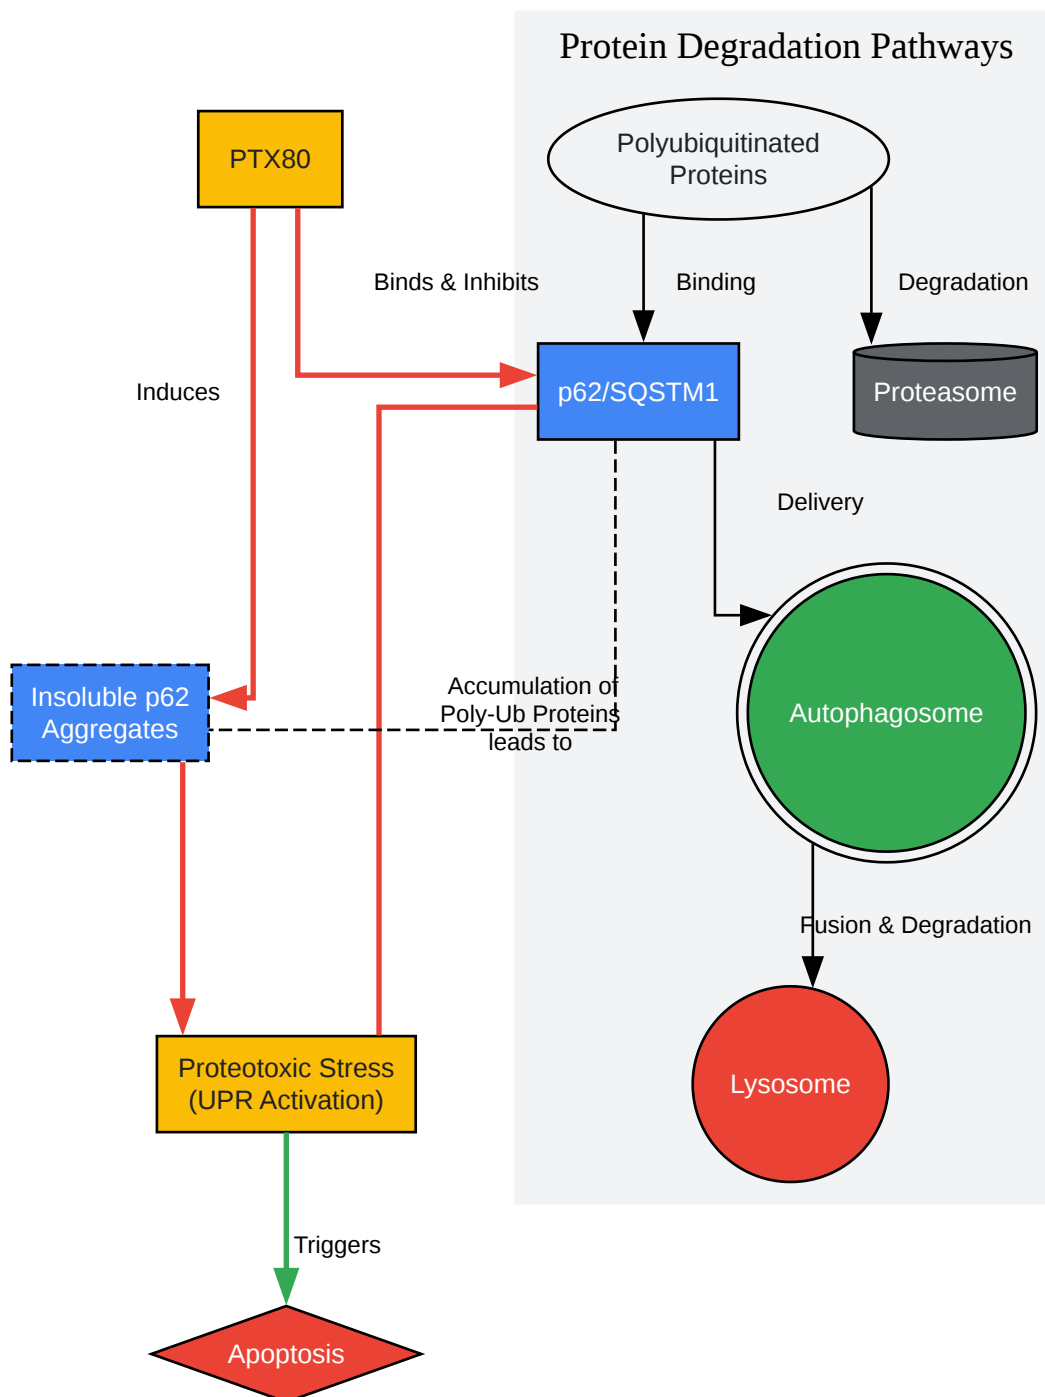 Protein Degradation Pathways
PTX80
Polyubiquitinated
Proteins
Binds & Inhibits
Binding
Degradation
Induces
p62/SQSTM1
Proteasome
Delivery
Insoluble p62
Aggregates
Accumulation of
Poly-Ub Proteins
leads to
Autophagosome
Fusion & Degradation
Proteotoxic Stress
(UPR Activation)
Lysosome
Triggers
Apoptosis